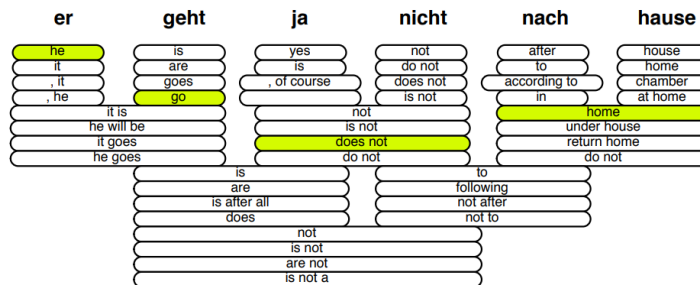 er geht ja nicht nach hause
he is yes not after house
it are is do not to home
, it goes , of course does not according to chamber
, he go , is not in at home
it is not home
he will be is not under house
it goes does not return home
he goes do not do not
is to
are following
is after all not after
does not to
not
is not
are not
is not a